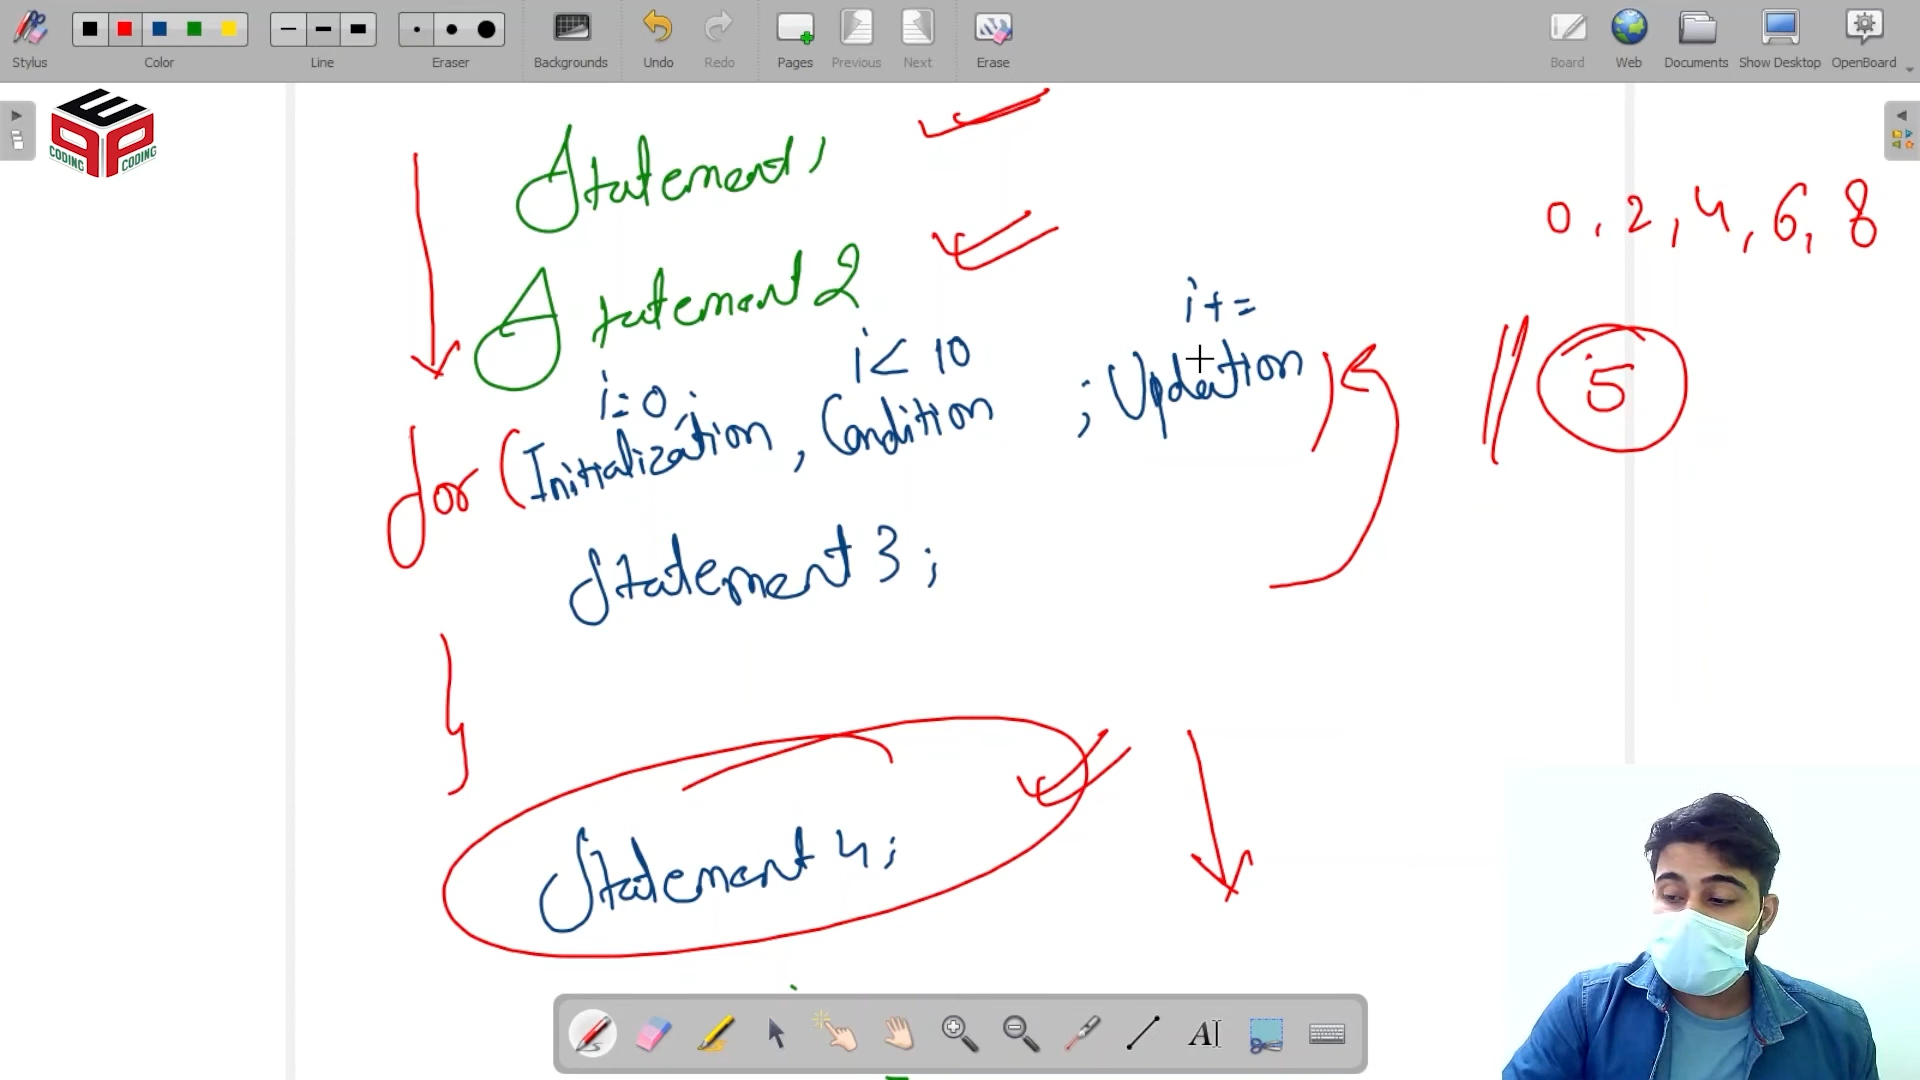 Stylus
Color
Line
Eraser
Backgrounds
Undo
Redo
Pages
Previous
Next
Erase
Board
Web
Documents
Show Desktop
OpenBoard
PEP
CODING
CODING
Statement 1
Statement 2
0, 2, 4, 6, 8
i=0;
i< 10
i+=
for (Initialization, Condition ; Updation)
5
Statement 3;
}
Statement 4;
AI